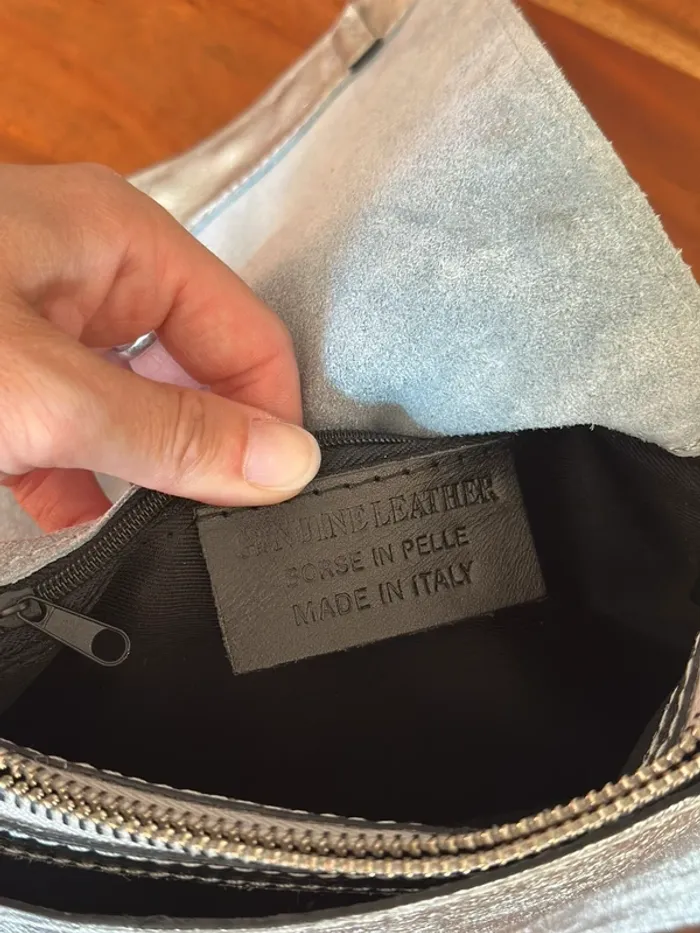 GENUINE LEATHER
BORSE IN PELLE
MADE IN ITALY